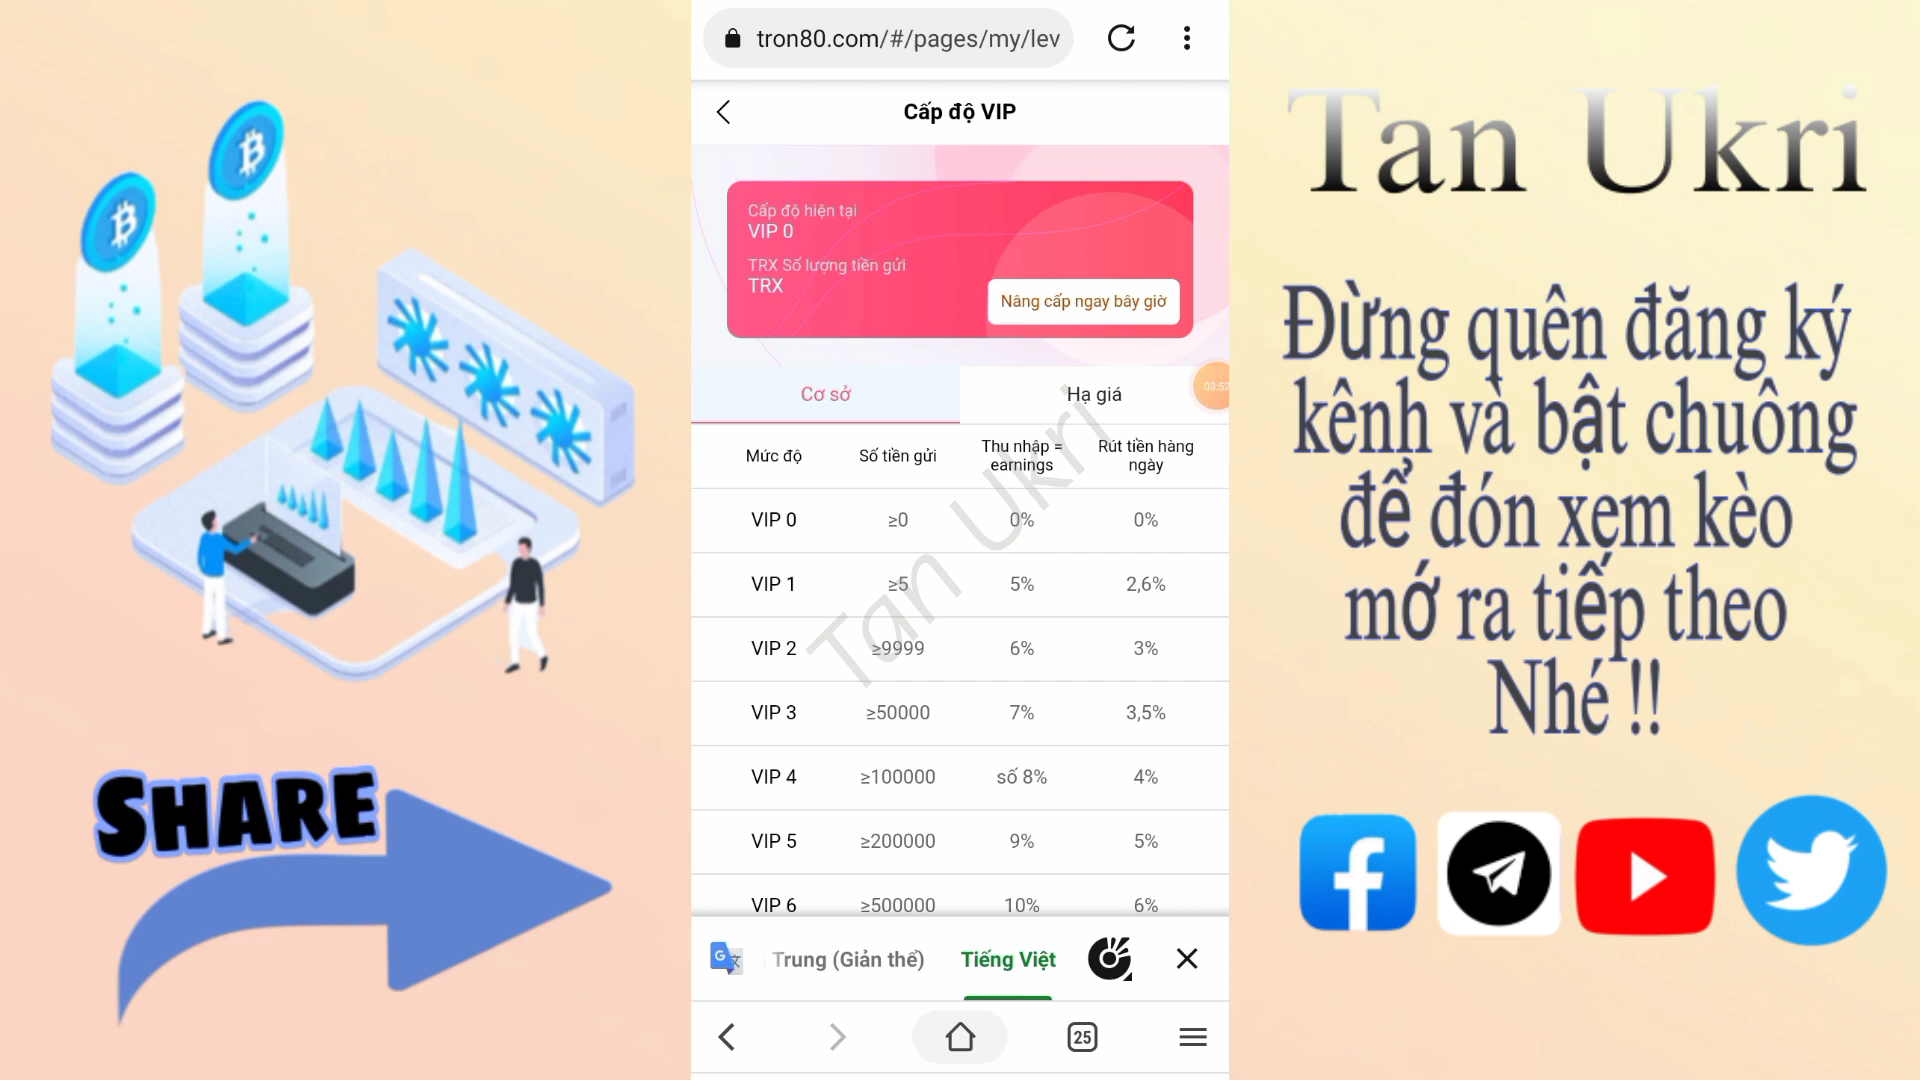 tron80.com/#/pages/my/lev
Cấp độ VIP
Cấp độ hiện tại
VIP 0
TRX Số lượng tiền gửi
TRX
Nâng cấp ngay bây giờ
Cơ sở
Hạ giá
03:52
Mức độ
Số tiền gửi
Thu nhập =
earnings
Rút tiền hàng
ngày
VIP 0 ≥0 0% 0%
VIP 1 ≥5 5% 2,6%
VIP 2 ≥9999 6% 3%
VIP 3 ≥50000 7% 3,5%
VIP 4 ≥100000 số 8% 4%
VIP 5 ≥200000 9% 5%
VIP 6 ≥500000 10% 6%
Tan Ukri
Trung (Giản thể) Tiếng Việt
25
SHARE
Tan Ukri
Đừng quên đăng ký
kênh và bật chuông
để đón xem kèo
mớ ra tiếp theo
Nhé !!